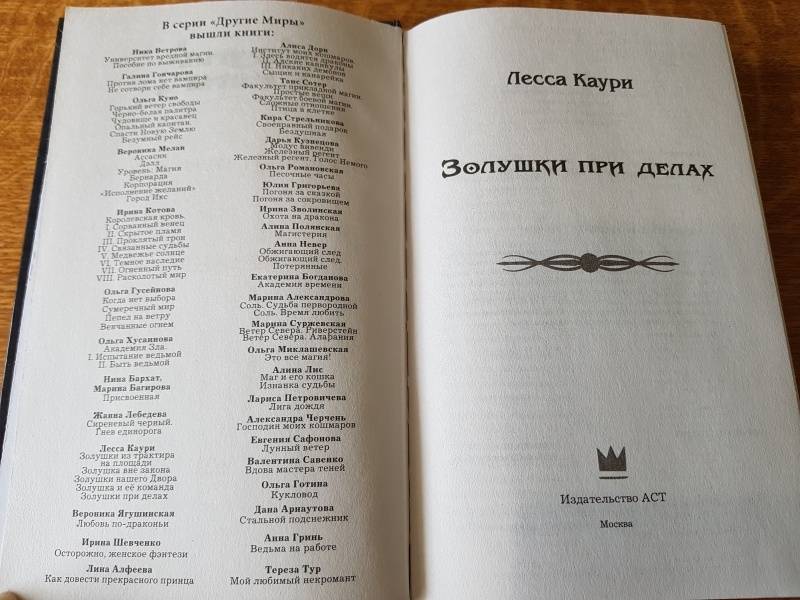 В серии «Другие Миры»
вышли книги:
Ника Ветрова
Университет вредной магии.
Пособие по выживанию
Галина Гончарова
Против лома нет вампира
Не сотвори себе вампира
Ольга Куно
Горький ветер свободы
Черно-белая палитра
Чудовище и красавец
Опальный капитан.
Спасти Новую Землю
Безумный рейс
Вероника Мелан
Ассасин
Дэлл
Уровень: Магия
Бернарда
Корпорация
«Исполнение желаний»
Город Икс
Ирина Котова
Королевская кровь.
I. Сорванный венец
II. Скрытое пламя
III. Проклятый трон
IV. Связанные судьбы
V. Медвежье солнце
VI. Темное наследие
VII. Огненный путь
VIII. Расколотый мир
Ольга Гусейнова
Когда нет выбора
Сумеречный мир
Пепел на ветру
Венчанные огнем
Ольга Хусаинова
Академия Зла.
I. Испытание ведьмой
II. Быть ведьмой
Нина Бархат,
Марина Багирова
Присвоенная
Жанна Лебедева
Сиреневый черный.
Гнев единорога
Лесса Каури
Золушка из трактира
на площади
Золушка вне закона
Золушки нашего Двора
Золушка и её команда
Золушки при делах
Вероника Ягушинская
Любовь по-драконьи
Ирина Шевченко
Осторожно, женское фэнтези
Лина Алфеева
Как довести прекрасного принца
Алиса Дорн
Институт моих кошмаров.
I. Здесь водятся драконы
II. Адские каникулы
III. Никаких демонов
Сыщик и канарейка
Танс Сотер
Факультет прикладной магии.
Простые вещи
Факультет боевой магии.
Сложные отношения
Птица в клетке
Кира Стрельникова
Своенравный подарок
Бездушная
Дарья Кузнецова
Модус вивенди
Железный регент
Железный регент. Голос Немого
Ольга Романовская
Песочные часы
Юлия Григорьева
Погоня за сказкой
Погоня за сокровищем
Ирина Зволинская
Охота на дракона
Алина Полянская
Магистерия
Анна Невер
Обжигающий след
Обжигающий след.
Потерянные
Екатерина Богданова
Академия времени
Марина Александрова
Соль. Судьба первородной
Соль. Время любить
Марина Суржевская
Ветер Севера. Риверстейн
Ветер Севера. Аларания
Ольга Миклашевская
Это все магия!
Алина Лис
Маг и его кошка
Изнанка судьбы
Лариса Петровичева
Лига дождя
Александра Черчень
Господин моих кошмаров
Евгения Сафонова
Лунный ветер
Валентина Савенко
Вдова мастера теней
Ольга Готина
Кукловод
Дана Арнаутова
Стальной подснежник
Анна Гринь
Ведьма на работе
Тереза Тур
Мой любимый некромант
Лесса Каури
Золушки при делах
Издательство АСТ
Москва